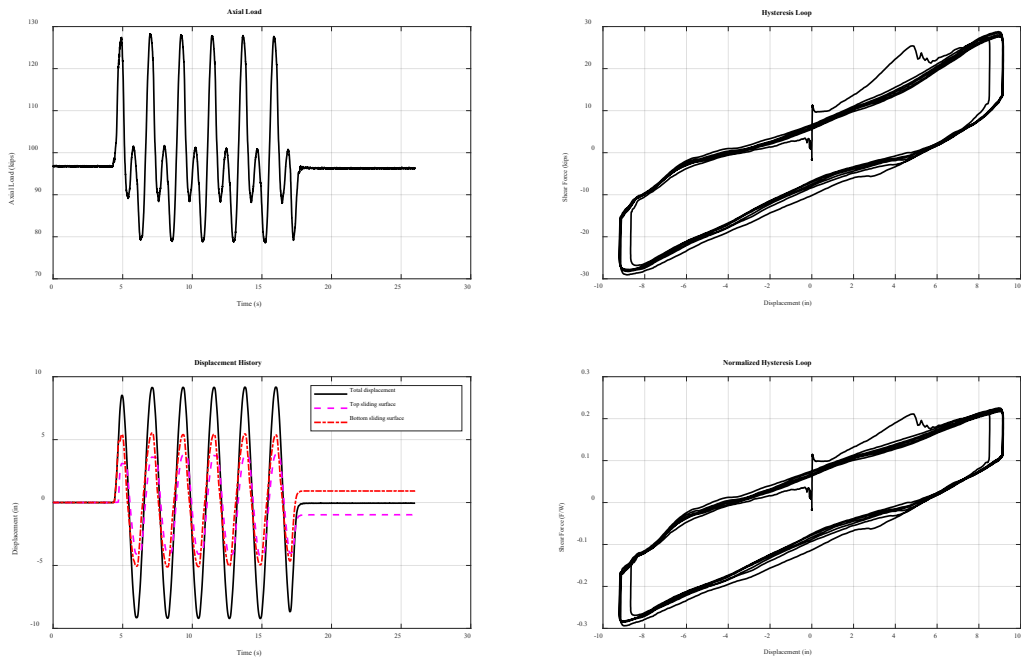 Axial Load
130
120
110
100
90
80
70
0 5 10 15 20 25 30
Axial Load (kips)
Time (s)
Hysteresis Loop
30
20
10
0
-10
-20
-30
-10 -8 -6 -4 -2 0 2 4 6 8 10
Shear Force (kips)
Displacement (in)
Displacement History
10
5
0
-5
-10
0 5 10 15 20 25 30
Displacement (in)
Time (s)
Total displacement
Top sliding surface
Bottom sliding surface
Normalized Hysteresis Loop
0.3
0.2
0.1
0
-0.1
-0.2
-0.3
-10 -8 -6 -4 -2 0 2 4 6 8 10
Shear Force (F/W)
Displacement (in)